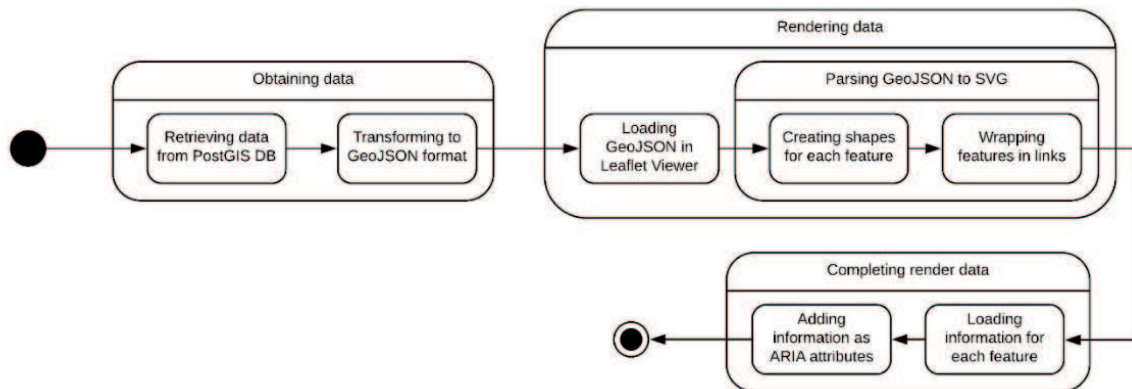 Rendering data
Obtaining data
Parsing GeoJSON to SVG
Retrieving data
from PostGIS DB
Transforming to
GeoJSON format
Loading
GeoJSON in
Leaflet Viewer
Creating shapes
for each feature
Wrapping
features in links
Completing render data
Adding
information as
ARIA attributes
Loading
information for
each feature